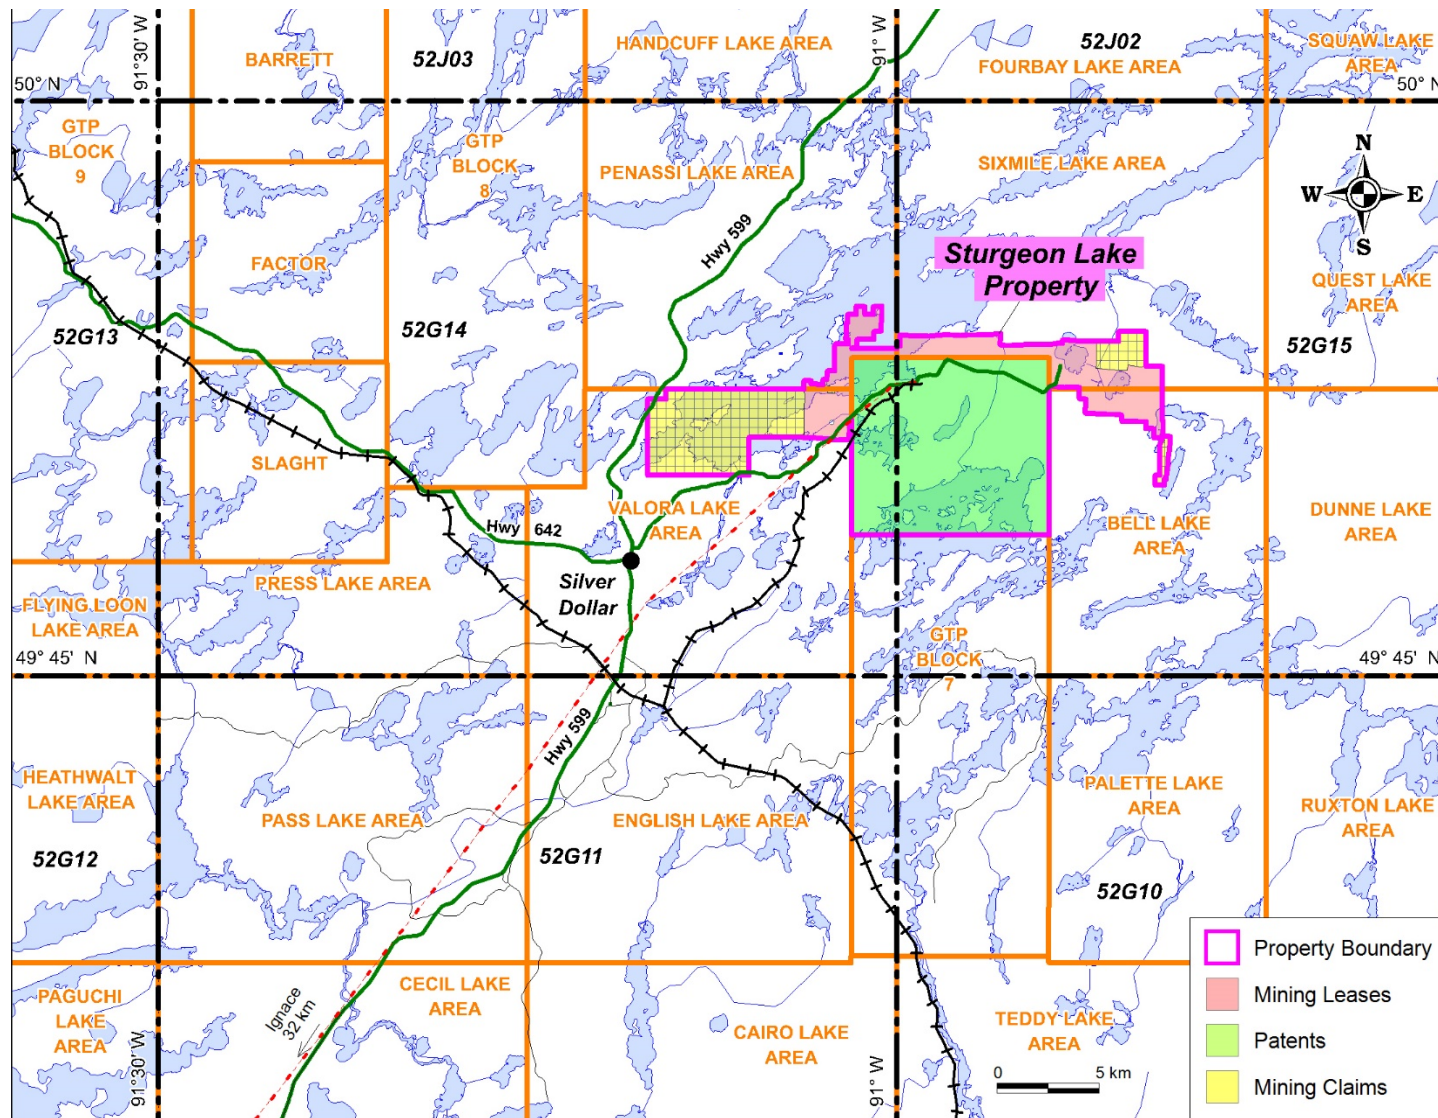 91°30' W
BARRETT
52J03
HANDCUFF LAKE AREA
91° W
52J02
FOURBAY LAKE AREA
SQUAW LAKE
AREA
50° N
50° N
GTP
BLOCK
9
GTP
BLOCK
8
PENASSI LAKE AREA
SIXMILE LAKE AREA
N
W
E
S
Hwy 599
FACTOR
Sturgeon Lake
Property
QUEST LAKE
AREA
52G13
52G14
52G15
SLAGHT
VALORA LAKE
AREA
Hwy 642
BELL LAKE
AREA
DUNNE LAKE
AREA
Silver
Dollar
PRESS LAKE AREA
FLYING LOON
LAKE AREA
GTP
BLOCK
7
49° 45' N
49° 45' N
Hwy 599
HEATHWALT
LAKE AREA
PASS LAKE AREA
ENGLISH LAKE AREA
PALETTE LAKE
AREA
RUXTON LAKE
AREA
52G12
52G11
52G10
Property Boundary
Mining Leases
Patents
Mining Claims
PAGUCHI
LAKE
AREA
CECIL LAKE
AREA
Ignace
32 km
CAIRO LAKE
AREA
TEDDY LAKE
AREA
91°30' W
91° W
0
5 km